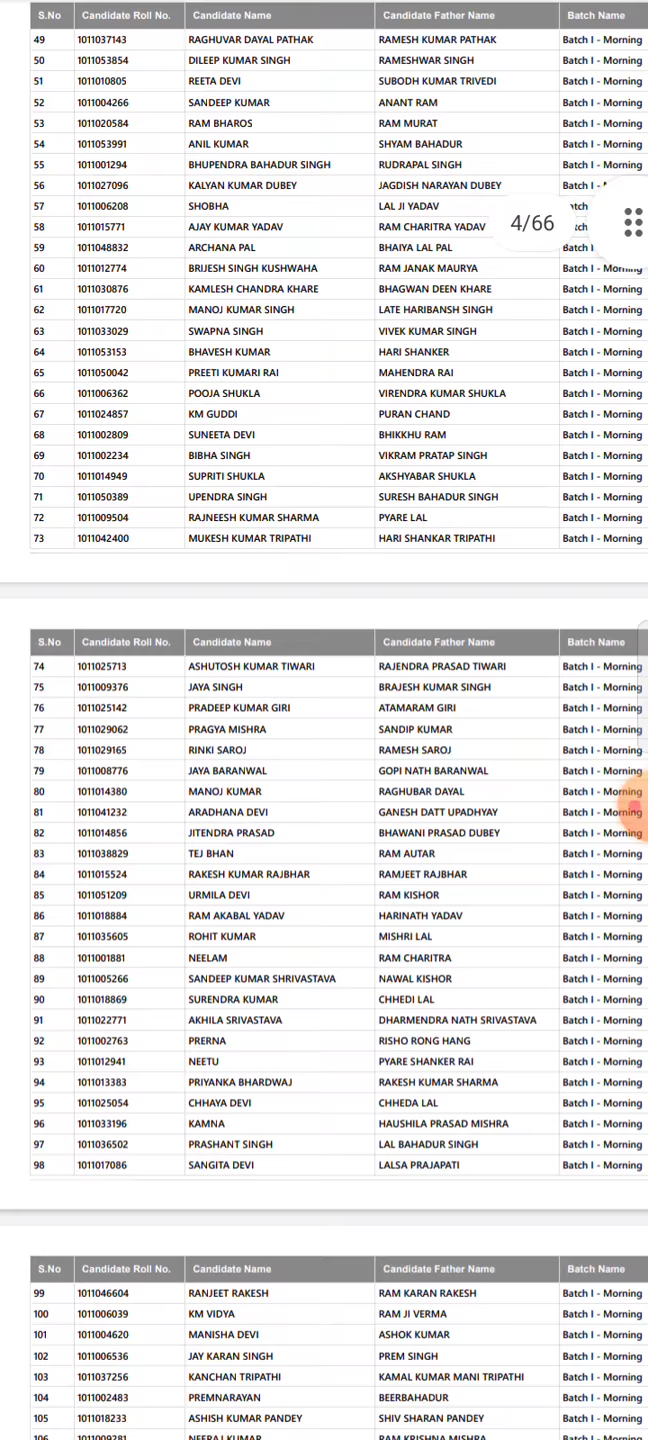 S.No Candidate Roll No. Candidate Name Candidate Father Name Batch Name
49 1011037143 RAGHUVAR DAYAL PATHAK RAMESH KUMAR PATHAK Batch I - Morning
50 1011053854 DILEEP KUMAR SINGH RAMESHWAR SINGH Batch I - Morning
51 1011010805 REETA DEVI SUBODH KUMAR TRIVEDI Batch I - Morning
52 1011004266 SANDEEP KUMAR ANANT RAM Batch I - Morning
53 1011020584 RAM BHAROS RAM MURAT Batch I - Morning
54 1011053991 ANIL KUMAR SHYAM BAHADUR Batch I - Morning
55 1011001294 BHUPENDRA BAHADUR SINGH RUDRAPAL SINGH Batch I - Morning
56 1011027096 KALYAN KUMAR DUBEY JAGDISH NARAYAN DUBEY Batch I -
57 1011006208 SHOBHA LAL JI YADAV
58 1011015771 AJAY KUMAR YADAV RAM CHARITRA YADAV 4/66
59 1011048832 ARCHANA PAL BHAIYA LAL PAL Batch I
60 1011012774 BRIJESH SINGH KUSHWAHA RAM JANAK MAURYA Batch I - Morning
61 1011030876 KAMLESH CHANDRA KHARE BHAGWAN DEEN KHARE Batch I - Morning
62 1011017720 MANOJ KUMAR SINGH LATE HARIBANSH SINGH Batch I - Morning
63 1011033029 SWAPNA SINGH VIVEK KUMAR SINGH Batch I - Morning
64 1011053153 BHAVESH KUMAR HARI SHANKER Batch I - Morning
65 1011050042 PREETI KUMARI RAI MAHENDRA RAI Batch I - Morning
66 1011006362 POOJA SHUKLA VIRENDRA KUMAR SHUKLA Batch I - Morning
67 1011024857 KM GUDDI PURAN CHAND Batch I - Morning
68 1011002809 SUNEETA DEVI BHIKKHU RAM Batch I - Morning
69 1011002234 BIBHA SINGH VIKRAM PRATAP SINGH Batch I - Morning
70 1011014949 SUPRITI SHUKLA AKSHYABAR SHUKLA Batch I - Morning
71 1011050389 UPENDRA SINGH SURESH BAHADUR SINGH Batch I - Morning
72 1011009504 RAJNEESH KUMAR SHARMA PYARE LAL Batch I - Morning
73 1011042400 MUKESH KUMAR TRIPATHI HARI SHANKAR TRIPATHI Batch I - Morning
S.No Candidate Roll No. Candidate Name Candidate Father Name Batch Name
74 1011025713 ASHUTOSH KUMAR TIWARI RAJENDRA PRASAD TIWARI Batch I - Morning
75 1011009376 JAYA SINGH BRAJESH KUMAR SINGH Batch I - Morning
76 1011025142 PRADEEP KUMAR GIRI ATAMARAM GIRI Batch I - Morning
77 1011029062 PRAGYA MISHRA SANDIP KUMAR Batch I - Morning
78 1011029165 RINKI SAROJ RAMESH SAROJ Batch I - Morning
79 1011008776 JAYA BARANWAL GOPI NATH BARANWAL Batch I - Morning
80 1011014380 MANOJ KUMAR RAGHUBAR DAYAL Batch I - Morning
81 1011041232 ARADHANA DEVI GANESH DATT UPADHYAY Batch I - Morning
82 1011014856 JITENDRA PRASAD BHAWANI PRASAD DUBEY Batch I - Morning
83 1011038829 TEJ BHAN RAM AUTAR Batch I - Morning
84 1011015524 RAKESH KUMAR RAJBHAR RAMJEET RAJBHAR Batch I - Morning
85 1011051209 URMILA DEVI RAM KISHOR Batch I - Morning
86 1011018884 RAM AKABAL YADAV HARINATH YADAV Batch I - Morning
87 1011035605 ROHIT KUMAR MISHRI LAL Batch I - Morning
88 1011001881 NEELAM RAM CHARITRA Batch I - Morning
89 1011005266 SANDEEP KUMAR SHRIVASTAVA NAWAL KISHOR Batch I - Morning
90 1011018869 SURENDRA KUMAR CHHEDI LAL Batch I - Morning
91 1011022771 AKHILA SRIVASTAVA DHARMENDRA NATH SRIVASTAVA Batch I - Morning
92 1011002763 PRERNA RISHO RONG HANG Batch I - Morning
93 1011012941 NEETU PYARE SHANKER RAI Batch I - Morning
94 1011013383 PRIYANKA BHARDWAJ RAKESH KUMAR SHARMA Batch I - Morning
95 1011025054 CHHAYA DEVI CHHEDA LAL Batch I - Morning
96 1011033196 KAMNA HAUSHILA PRASAD MISHRA Batch I - Morning
97 1011036502 PRASHANT SINGH LAL BAHADUR SINGH Batch I - Morning
98 1011017086 SANGITA DEVI LALSA PRAJAPATI Batch I - Morning
S.No Candidate Roll No. Candidate Name Candidate Father Name Batch Name
99 1011046604 RANJEET RAKESH RAM KARAN RAKESH Batch I - Morning
100 1011006039 KM VIDYA RAM JI VERMA Batch I - Morning
101 1011004620 MANISHA DEVI ASHOK KUMAR Batch I - Morning
102 1011006536 JAY KARAN SINGH PREM SINGH Batch I - Morning
103 1011037256 KANCHAN TRIPATHI KAMAL KUMAR MANI TRIPATHI Batch I - Morning
104 1011002483 PREMNARAYAN BEERBAHADUR Batch I - Morning
105 1011018233 ASHISH KUMAR PANDEY SHIV SHARAN PANDEY Batch I - Morning
106 1011009281 NEERAJ KUMAR RAM KRISHNA MISHRA Batch I - Morning